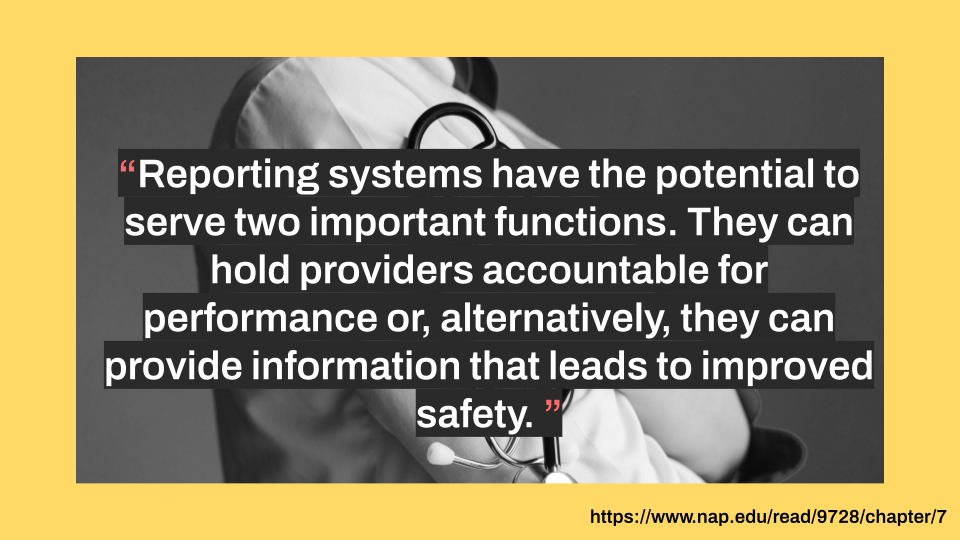 “Reporting systems have the potential to
serve two important functions. They can
hold providers accountable for
performance or, alternatively, they can
provide information that leads to improved
safety. ”
https://www.nap.edu/read/9728/chapter/7